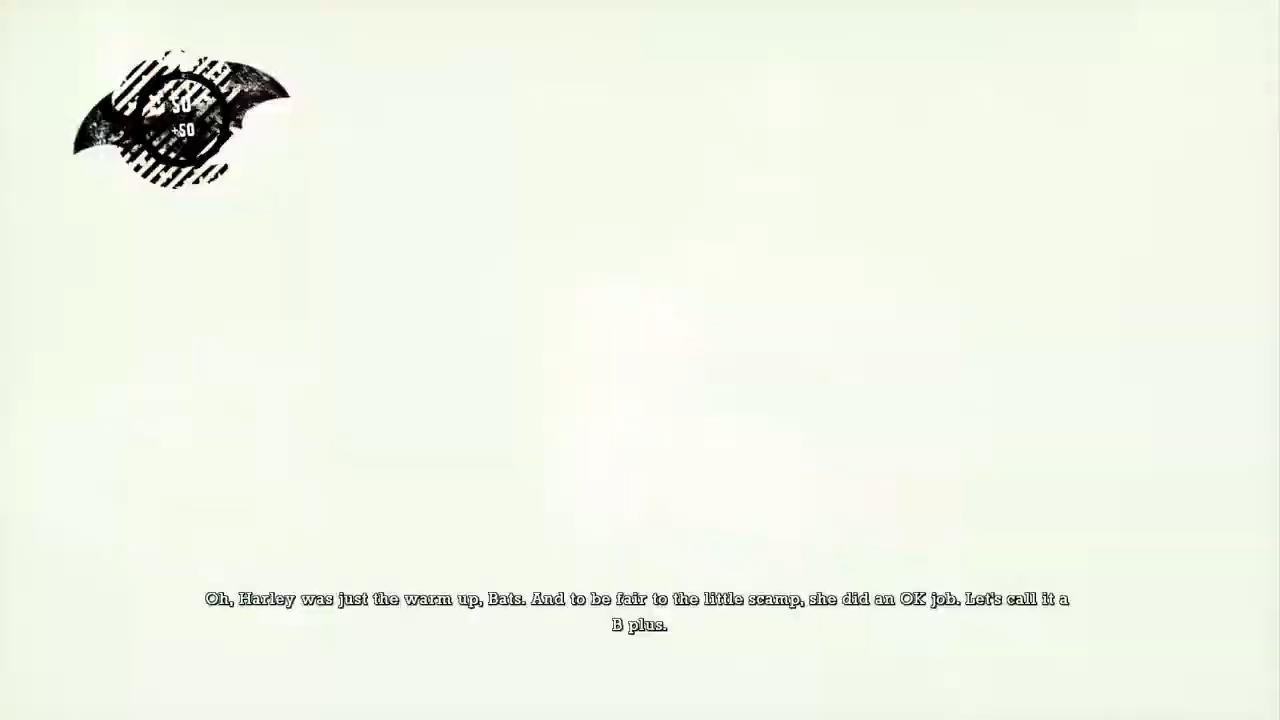 50
+50
Oh, Harley was just the warm up, Bats. And to be fair to the little scamp, she did an OK job. Let's call it a
B plus.